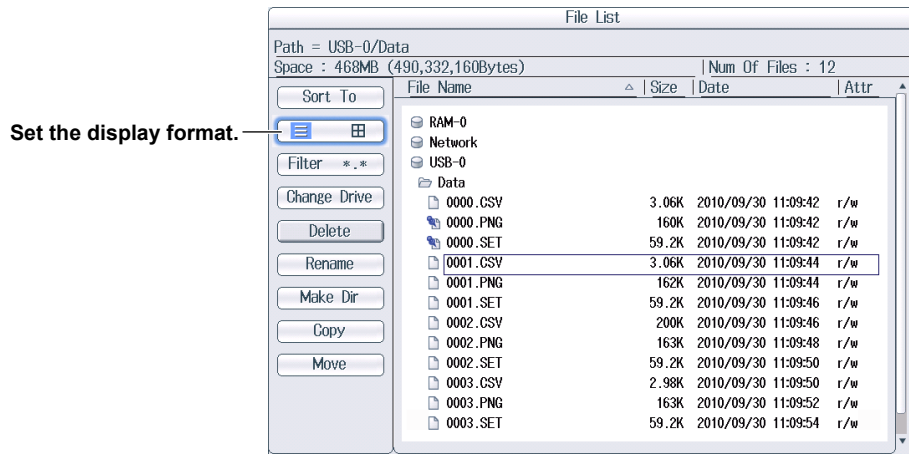 File List
Path = USB-0/Data
Space : 468MB (490,332,160Bytes) |Num Of Files : 12
File Name |Size |Date |Attr
Sort To
Set the display format.
Filter *.*
Change Drive
Delete
Rename
Make Dir
Copy
Move
RAM-0
Network
USB-0
Data
0000.CSV 3.06K 2010/09/30 11:09:42 r/w
0000.PNG 160K 2010/09/30 11:09:42 r/w
0000.SET 59.2K 2010/09/30 11:09:42 r/w
0001.CSV 3.06K 2010/09/30 11:09:44 r/w
0001.PNG 162K 2010/09/30 11:09:44 r/w
0001.SET 59.2K 2010/09/30 11:09:46 r/w
0002.CSV 200K 2010/09/30 11:09:46 r/w
0002.PNG 163K 2010/09/30 11:09:48 r/w
0002.SET 59.2K 2010/09/30 11:09:50 r/w
0003.CSV 2.98K 2010/09/30 11:09:50 r/w
0003.PNG 163K 2010/09/30 11:09:52 r/w
0003.SET 59.2K 2010/09/30 11:09:54 r/w